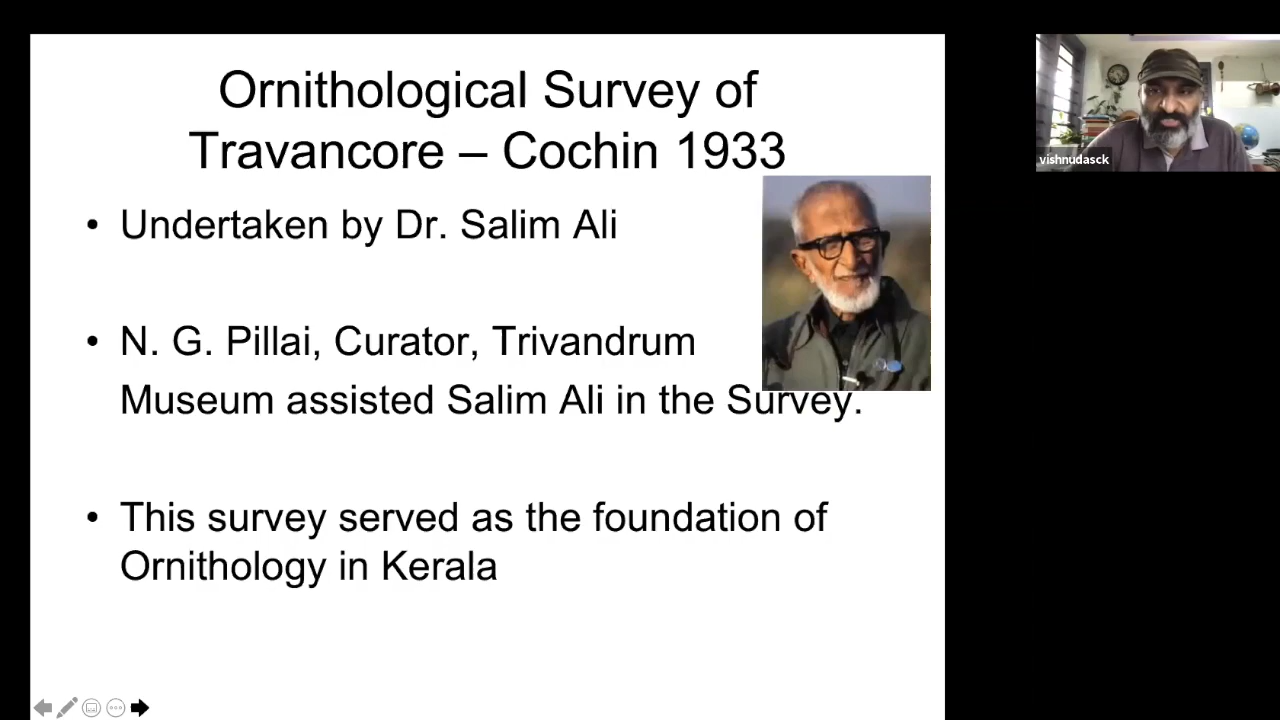 Ornithological Survey of
Travancore – Cochin 1933
• Undertaken by Dr. Salim Ali
• N. G. Pillai, Curator, Trivandrum
Museum assisted Salim Ali in the Survey.
• This survey served as the foundation of
Ornithology in Kerala
vishnudasck